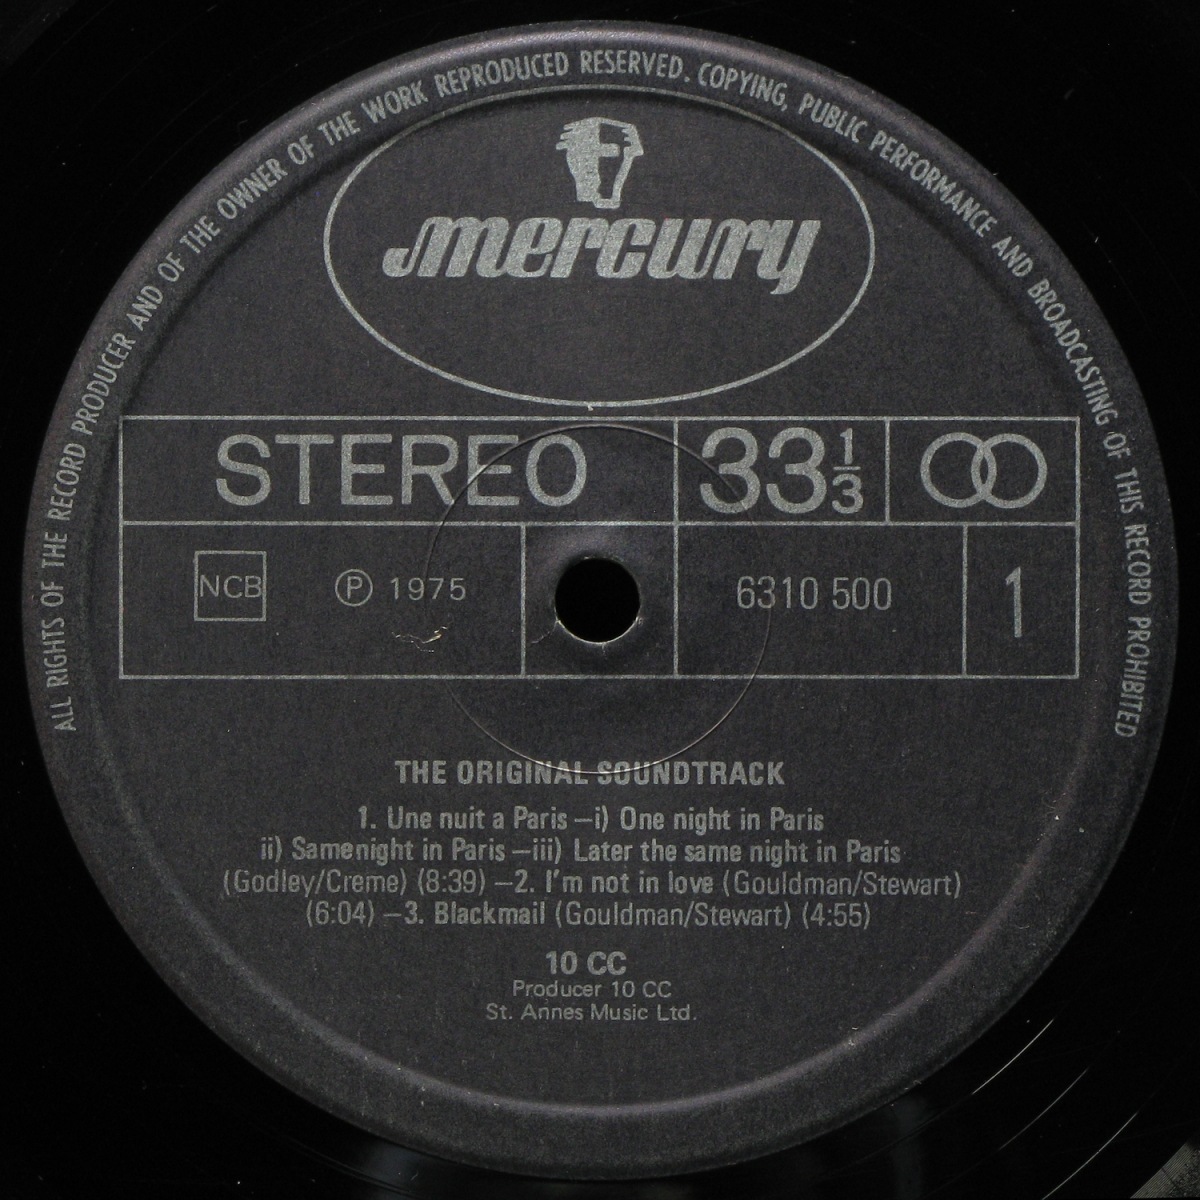 ALL RIGHTS OF THE RECORD PRODUCER AND OF THE OWNER OF THE WORK REPRODUCED RESERVED. COPYING, PUBLIC PERFORMANCE AND BROADCASTING OF THIS RECORD PROHIBITED
mercury
STEREO 33 1/3
NCB ℗ 1975 6310 500 1
THE ORIGINAL SOUNDTRACK
1. Une nuit a Paris –i) One night in Paris
ii) Samenight in Paris –iii) Later the same night in Paris
(Godley/Creme) (8:39) –2. I'm not in love (Gouldman/Stewart)
(6:04) –3. Blackmail (Gouldman/Stewart) (4:55)
10 CC
Producer 10 CC
St. Annes Music Ltd.